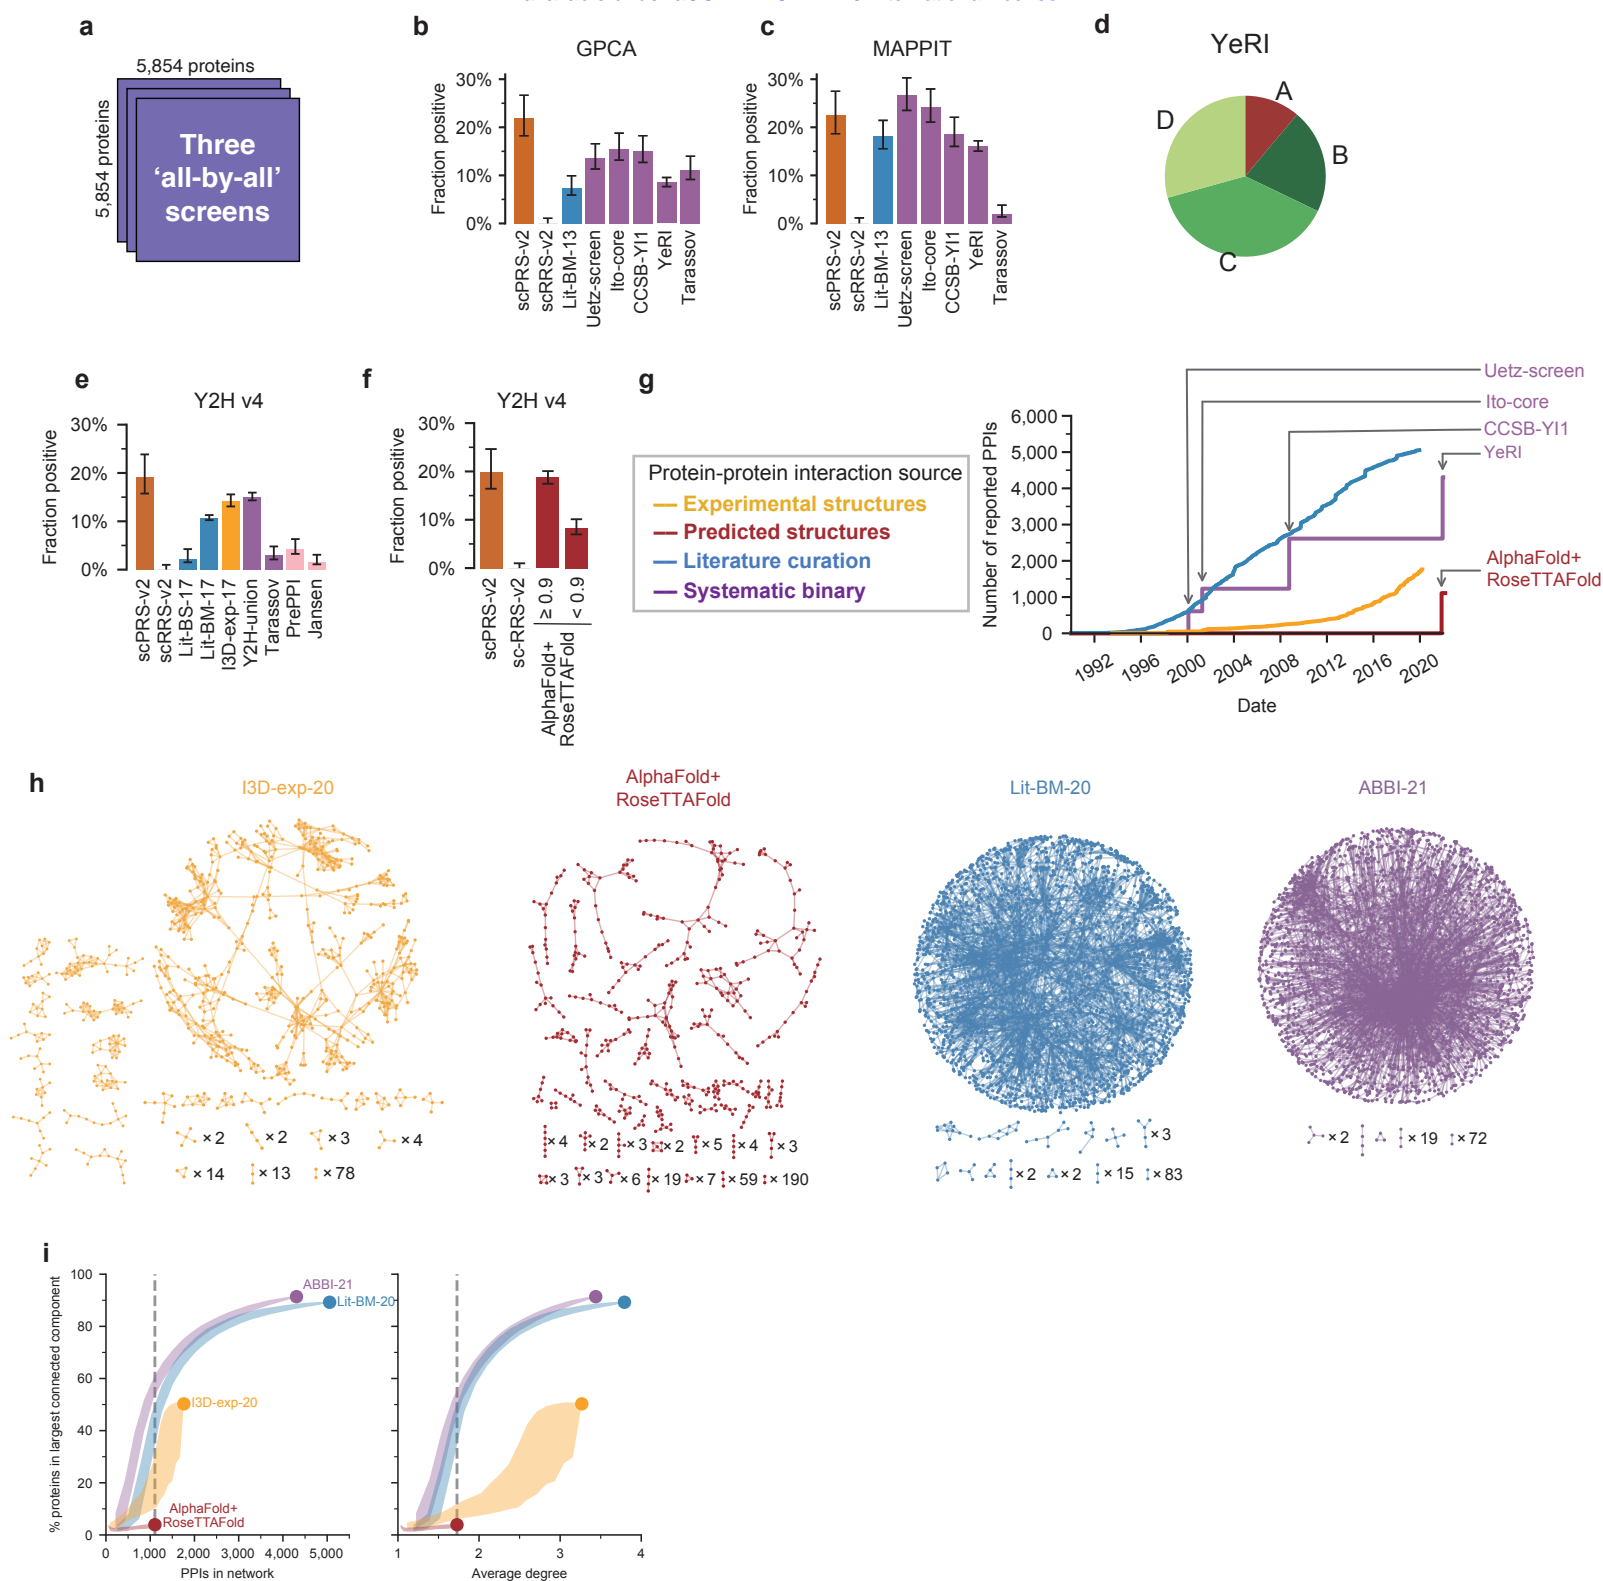 a
5,854 proteins
5,854 proteins
Three
‘all-by-all’
screens
b
GPCA
Fraction positive
30%
20%
10%
0%
scPRS-v2
scRRS-v2
Lit-BM-13
Uetz-screen
Ito-core
CCSB-YI1
YeRI
Tarassov
c
MAPPIT
Fraction positive
30%
20%
10%
0%
scPRS-v2
scRRS-v2
Lit-BM-13
Uetz-screen
Ito-core
CCSB-YI1
YeRI
Tarassov
d
YeRI
A
B
C
D
e
Y2H v4
Fraction positive
30%
20%
10%
0%
scPRS-v2
scRRS-v2
Lit-BS-17
Lit-BM-17
I3D-exp-17
Y2H-union
Tarassov
PrePPI
Jansen
f
Y2H v4
Fraction positive
30%
20%
10%
0%
scPRS-v2
sc-RRS-v2
≥ 0.9
< 0.9
AlphaFold+
RoseTTAFold
g
Protein-protein interaction source
Experimental structures
Predicted structures
Literature curation
Systematic binary
Number of reported PPIs
6,000
5,000
4,000
3,000
2,000
1,000
0
1992
1996
2000
2004
2008
2012
2016
2020
Date
Uetz-screen
Ito-core
CCSB-YI1
YeRI
AlphaFold+
RoseTTAFold
h
I3D-exp-20
× 2
× 2
× 3
× 4
× 14
× 13
× 78
AlphaFold+
RoseTTAFold
× 4
× 2
× 3
× 2
× 5
× 4
× 3
× 3
× 3
× 6
× 19
× 7
× 59
× 190
Lit-BM-20
× 3
× 2
× 2
× 15
× 83
ABBI-21
× 2
× 19
× 72
i
% proteins in largest connected component
100
80
60
40
20
0
0
1,000
2,000
3,000
4,000
5,000
PPIs in network
ABBI-21
Lit-BM-20
I3D-exp-20
AlphaFold+
RoseTTAFold
1
2
3
4
Average degree